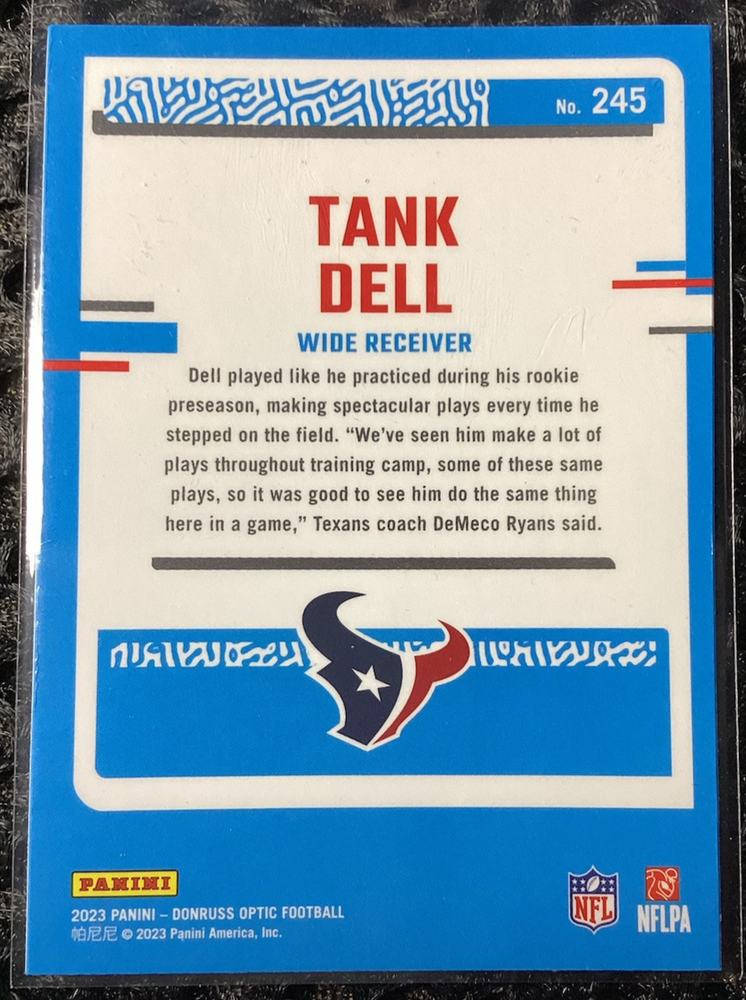 No. 245
TANK
DELL
WIDE RECEIVER
Dell played like he practiced during his rookie
preseason, making spectacular plays every time he
stepped on the field. “We’ve seen him make a lot of
plays throughout training camp, some of these same
plays, so it was good to see him do the same thing
here in a game,” Texans coach DeMeco Ryans said.
PANINI
2023 PANINI – DONRUSS OPTIC FOOTBALL
帕尼尼 © 2023 Panini America, Inc.
NFL
NFLPA